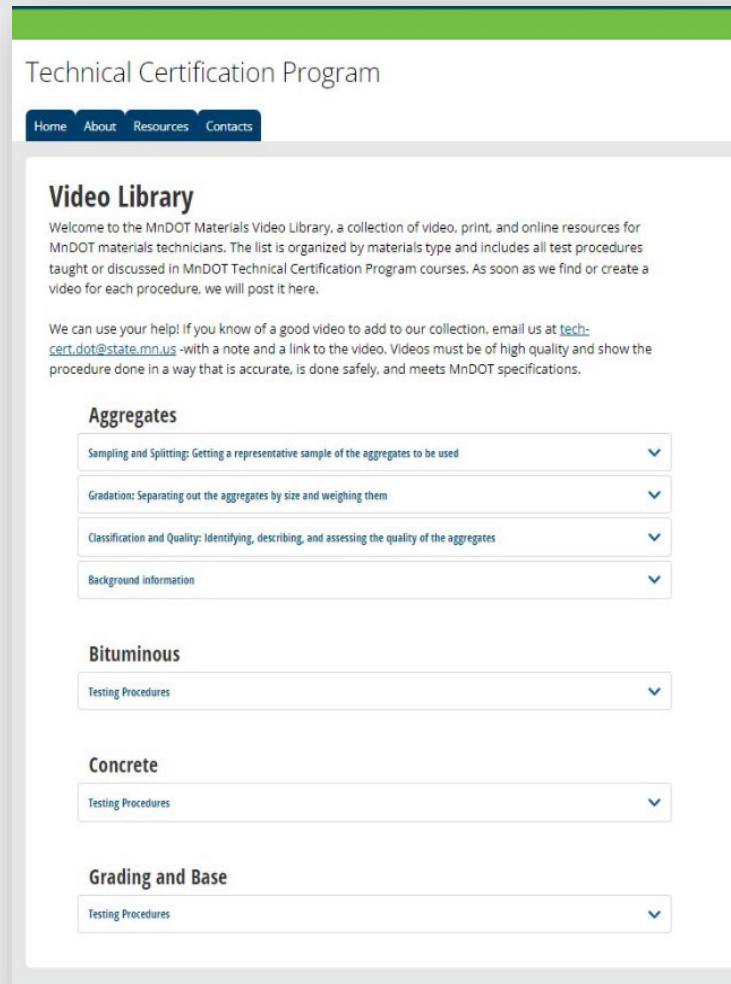 Technical Certification Program
Home About Resources Contacts
Video Library
Welcome to the MnDOT Materials Video Library, a collection of video, print, and online resources for
MnDOT materials technicians. The list is organized by materials type and includes all test procedures
taught or discussed in MnDOT Technical Certification Program courses. As soon as we find or create a
video for each procedure, we will post it here.
We can use your help! If you know of a good video to add to our collection, email us at tech-
cert.dot@state.mn.us -with a note and a link to the video. Videos must be of high quality and show the
procedure done in a way that is accurate, is done safely, and meets MnDOT specifications.
Aggregates
Sampling and Splitting: Getting a representative sample of the aggregates to be used
Gradation: Separating out the aggregates by size and weighing them
Classification and Quality: Identifying, describing, and assessing the quality of the aggregates
Background information
Bituminous
Testing Procedures
Concrete
Testing Procedures
Grading and Base
Testing Procedures